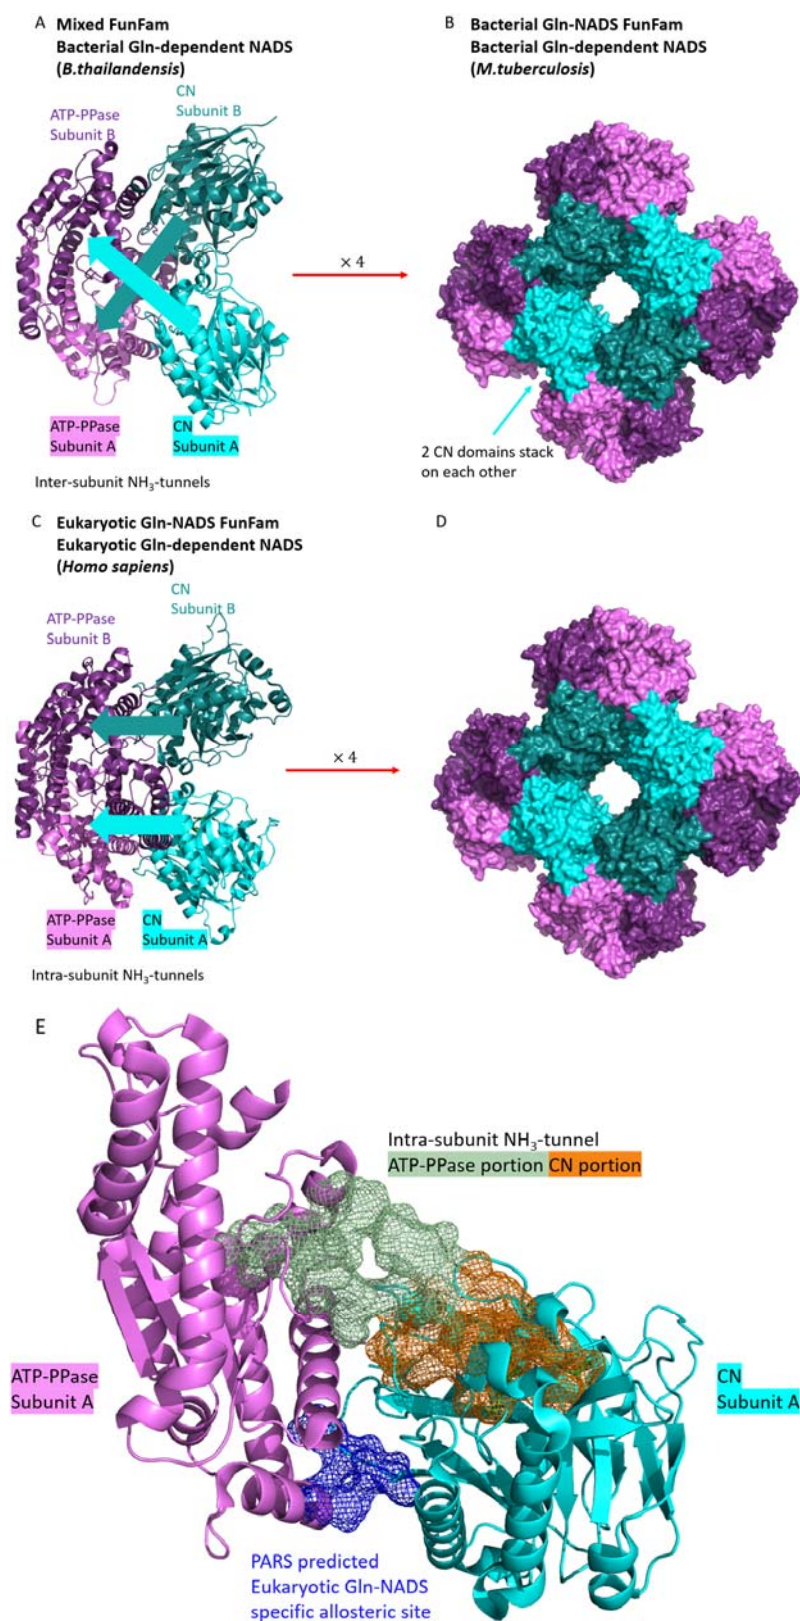 A Mixed FunFam
Bacterial Gln-dependent NADS
(B.thailandensis)
CN
Subunit B
ATP-PPase
Subunit B
ATP-PPase
Subunit A
CN
Subunit A
Inter-subunit NH₃-tunnels
× 4
B Bacterial Gln-NADS FunFam
Bacterial Gln-dependent NADS
(M.tuberculosis)
2 CN domains stack
on each other
C Eukaryotic Gln-NADS FunFam
Eukaryotic Gln-dependent NADS
(Homo sapiens)
CN
Subunit B
ATP-PPase
Subunit B
ATP-PPase
Subunit A
CN
Subunit A
Intra-subunit NH₃-tunnels
× 4
D
E
Intra-subunit NH₃-tunnel
ATP-PPase portion CN portion
ATP-PPase
Subunit A
CN
Subunit A
PARS predicted
Eukaryotic Gln-NADS
specific allosteric site